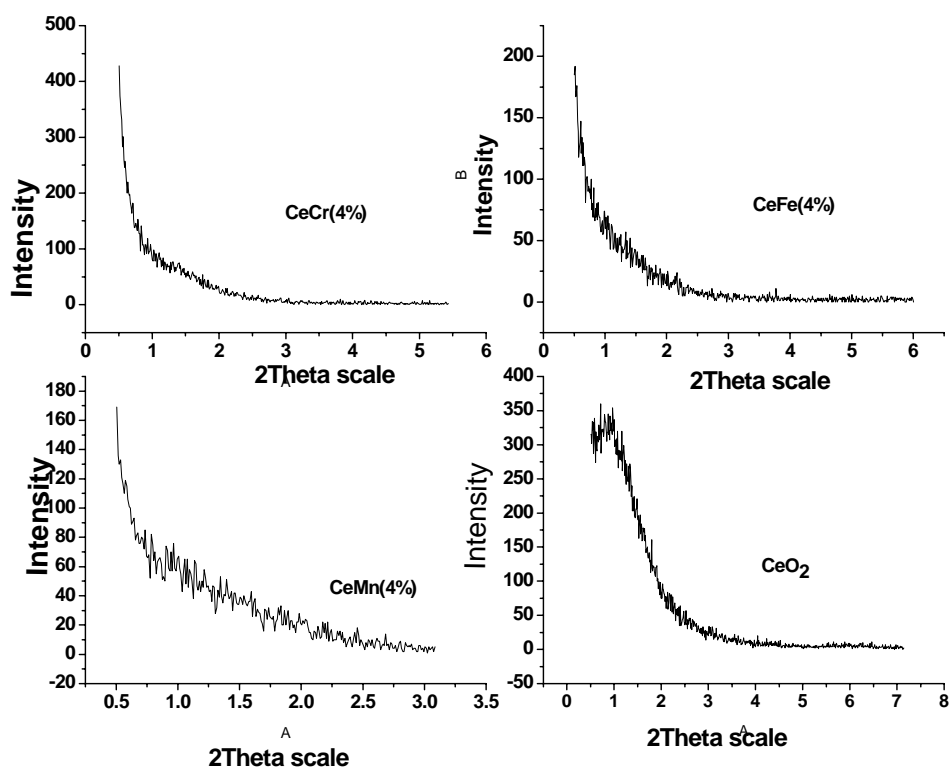 500
400
300
200
100
0
Intensity
CeCr(4%)
0 1 2 3 4 5 6
2Theta scale
A
200
150
100
50
0
B
Intensity
CeFe(4%)
0 1 2 3 4 5 6
2Theta scale
180
160
140
120
100
80
60
40
20
0
-20
Intensity
CeMn(4%)
0.5 1.0 1.5 2.0 2.5 3.0 3.5
A
2Theta scale
400
350
300
250
200
150
100
50
0
-50
Intensity
CeO2
0 1 2 3 4 5 6 7 8
A
2Theta scale